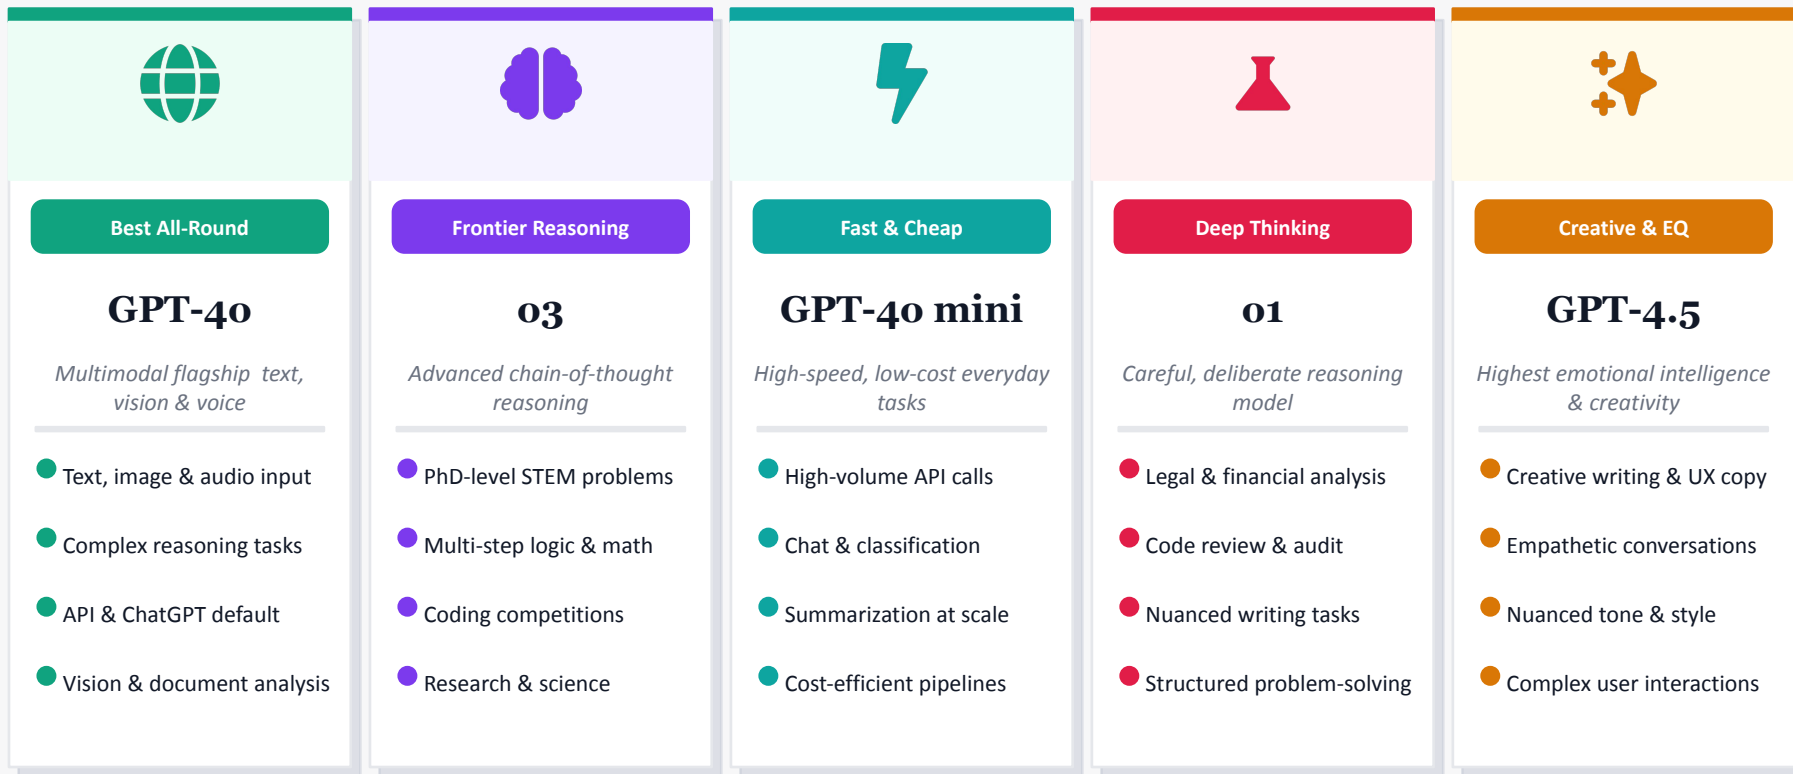 Best All-Round
GPT-4o
Multimodal flagship  text,
vision & voice
Text, image & audio input
Complex reasoning tasks
API & ChatGPT default
Vision & document analysis
Frontier Reasoning
o3
Advanced chain-of-thought
reasoning
PhD-level STEM problems
Multi-step logic & math
Coding competitions
Research & science
Fast & Cheap
GPT-4o mini
High-speed, low-cost everyday
tasks
High-volume API calls
Chat & classification
Summarization at scale
Cost-efficient pipelines
Deep Thinking
o1
Careful, deliberate reasoning
model
Legal & financial analysis
Code review & audit
Nuanced writing tasks
Structured problem-solving
Creative & EQ
GPT-4.5
Highest emotional intelligence
& creativity
Creative writing & UX copy
Empathetic conversations
Nuanced tone & style
Complex user interactions